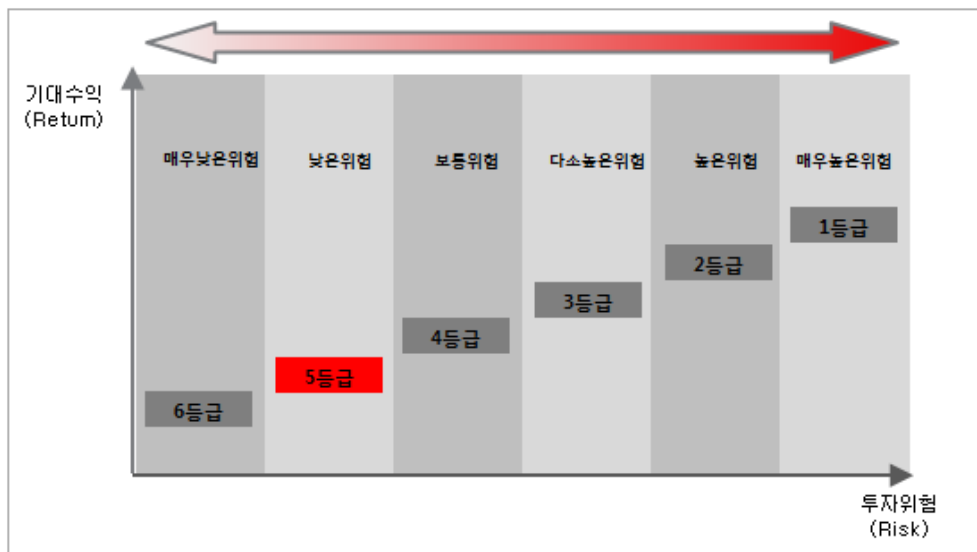 기대수익
(Return)
매우낮은위험
낮은위험
보통위험
다소높은위험
높은위험
매우높은위험
1등급
2등급
3등급
4등급
5등급
6등급
투자위험
(Risk)